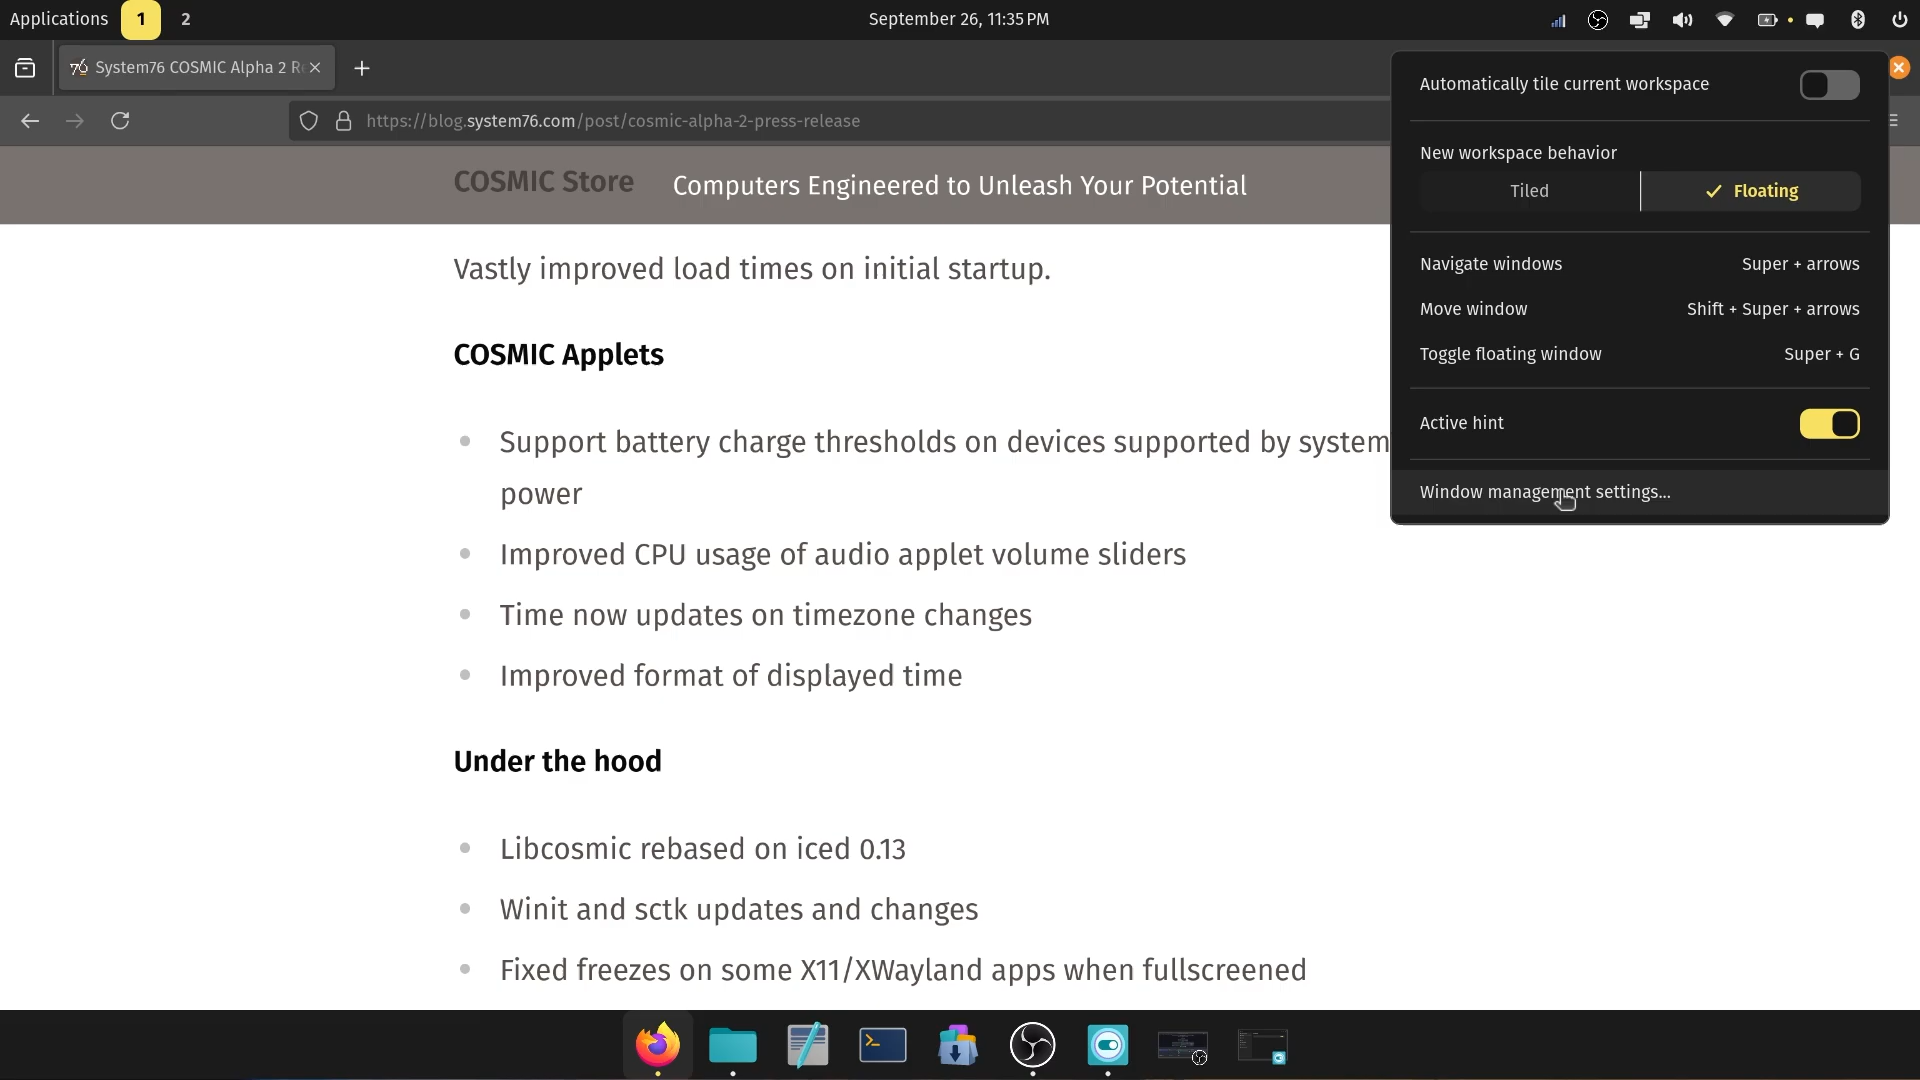 Applications 1 2 September 26, 11:35 PM
System76 COSMIC Alpha 2 Re
https://blog.system76.com/post/cosmic-alpha-2-press-release
COSMIC Store Computers Engineered to Unleash Your Potential
Vastly improved load times on initial startup.
COSMIC Applets
Support battery charge thresholds on devices supported by system
power
Improved CPU usage of audio applet volume sliders
Time now updates on timezone changes
Improved format of displayed time
Under the hood
Libcosmic rebased on iced 0.13
Winit and sctk updates and changes
Fixed freezes on some X11/XWayland apps when fullscreened
Automatically tile current workspace
New workspace behavior
Tiled Floating
Navigate windows Super + arrows
Move window Shift + Super + arrows
Toggle floating window Super + G
Active hint
Window management settings...